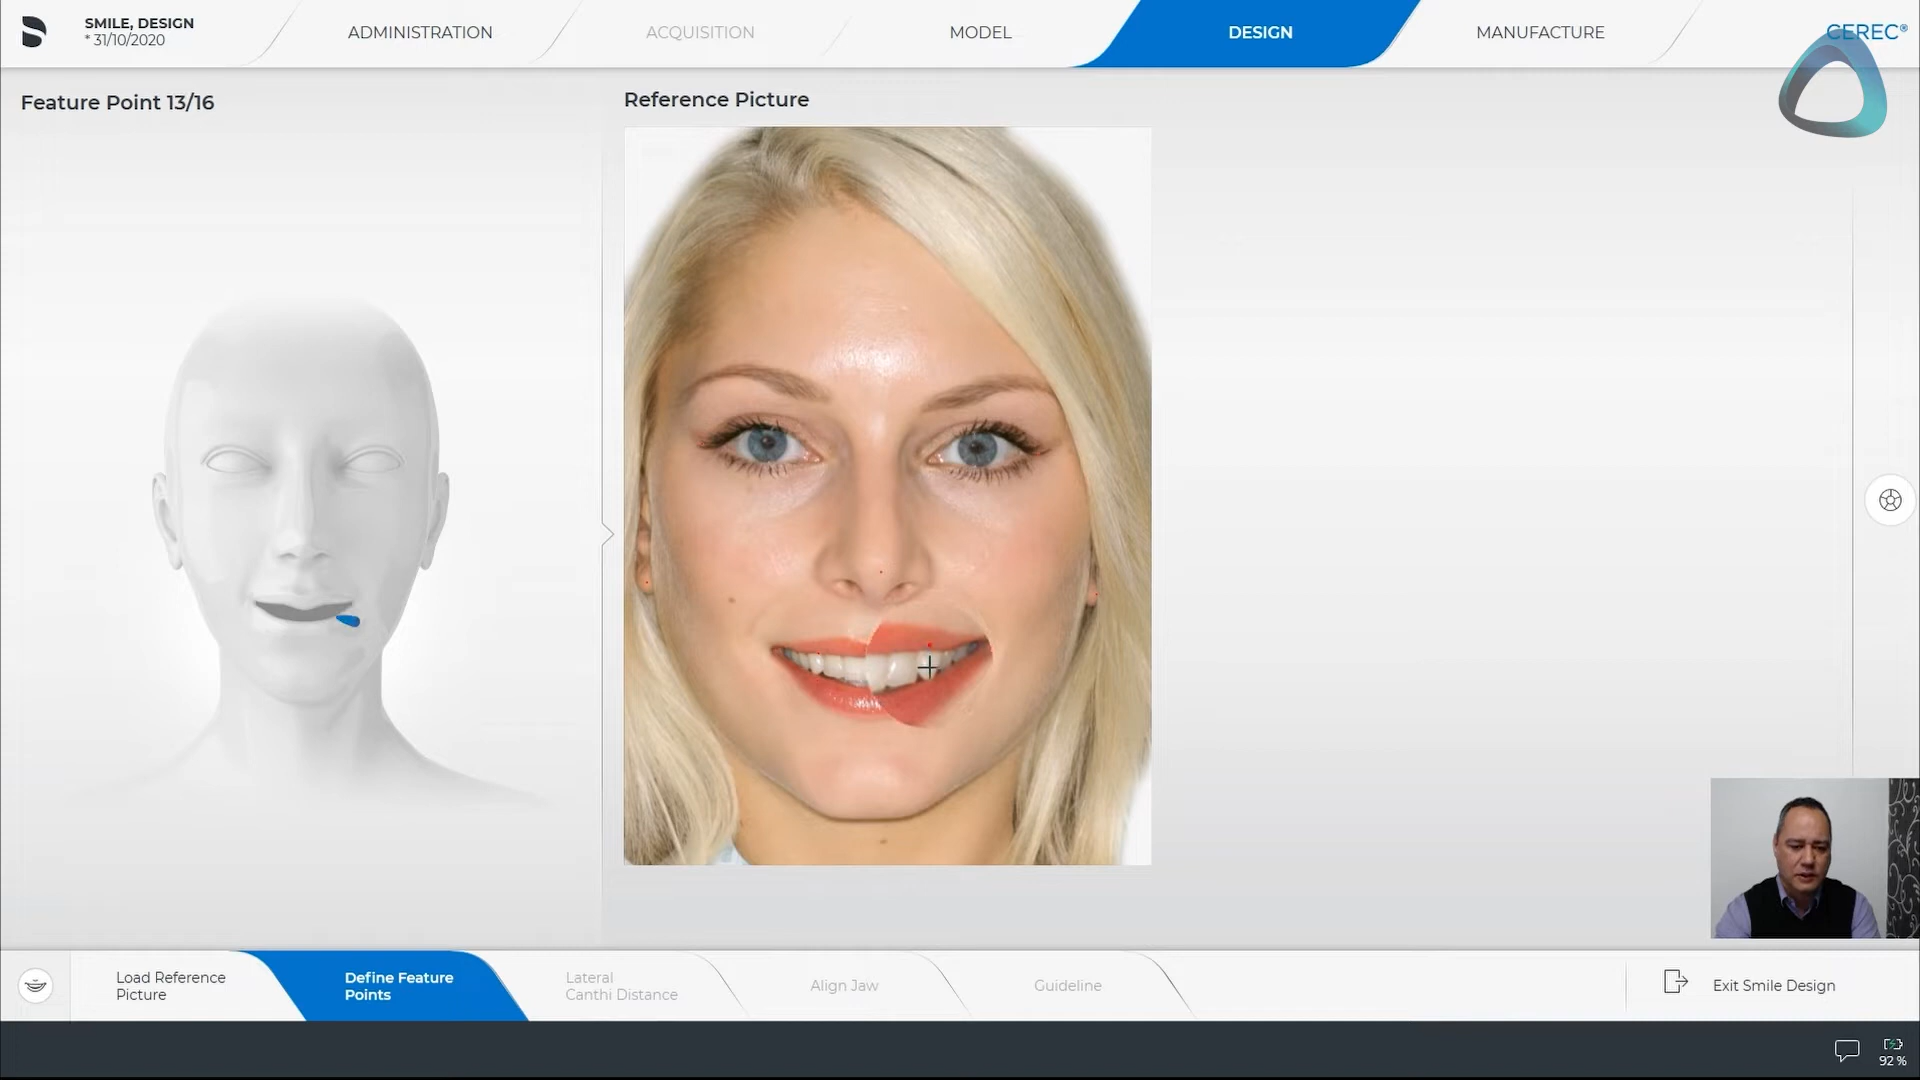 SMILE, DESIGN
* 31/10/2020
ADMINISTRATION
ACQUISITION
MODEL
DESIGN
MANUFACTURE
CEREC®
Feature Point 13/16
Reference Picture
Load Reference
Picture
Define Feature
Points
Lateral
Canthi Distance
Align Jaw
Guideline
Exit Smile Design
92 %